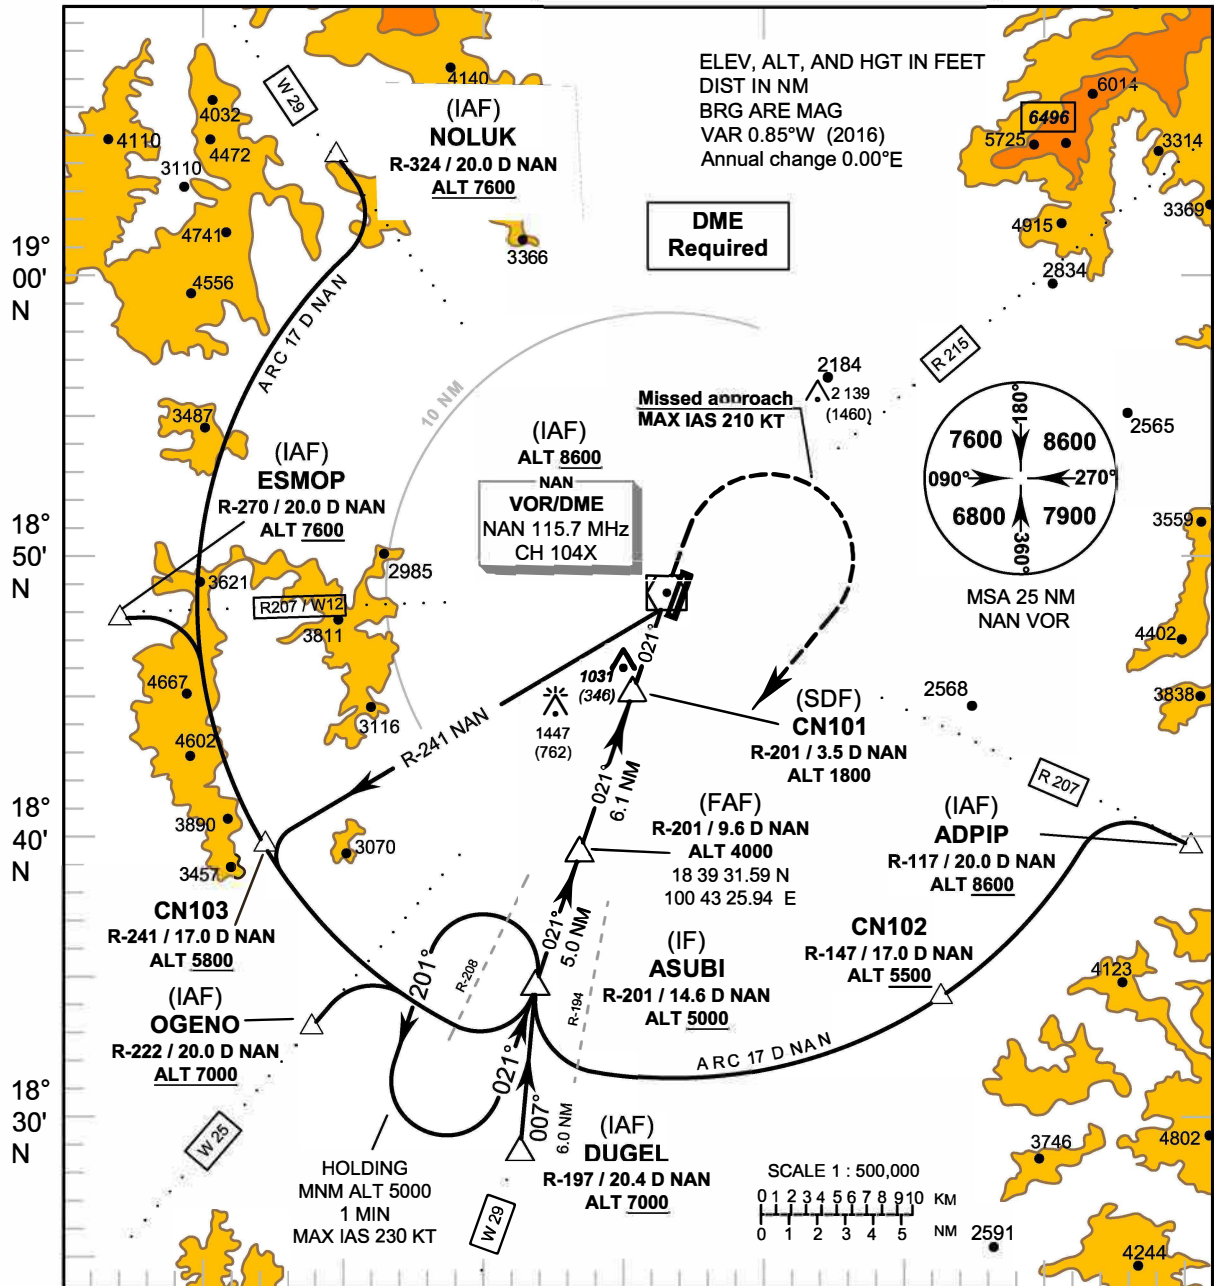 W 29
4140
ELEV, ALT, AND HGT IN FEET
DIST IN NM
BRG ARE MAG
VAR 0.85°W (2016)
Annual change 0.00°E
(IAF)
NOLUK
R-324 / 20.0 D NAN
ALT 7600
4032
4110
4472
3110
4741
4556
3366
6014
6496
5725
3314
4915
3369
2834
DME
Required
19°
00'
N
ARC 17 D NAN
10 NM
R 215
2184
2 139
(1460)
Missed approach
MAX IAS 210 KT
180°
7600
8600
090°
270°
6800
7900
360°
MSA 25 NM
NAN VOR
2565
3487
(IAF)
ESMOP
R-270 / 20.0 D NAN
ALT 7600
(IAF)
ALT 8600
NAN
VOR/DME
NAN 115.7 MHz
CH 104X
18°
50'
N
3559
2985
3621
R207 / W12
3811
4402
021°
1031
(346)
4667
3116
1447
(762)
R-241 NAN
2568
3838
(SDF)
CN101
R-201 / 3.5 D NAN
ALT 1800
4602
R 207
021°
6.1 NM
(FAF)
R-201 / 9.6 D NAN
ALT 4000
18 39 31.59 N
100 43 25.94 E
(IAF)
ADPIP
R-117 / 20.0 D NAN
ALT 8600
18°
40'
N
3890
3070
3457
CN103
R-241 / 17.0 D NAN
ALT 5800
CN102
R-147 / 17.0 D NAN
ALT 5500
021°
5.0 NM
201°
R-208
R-194
(IF)
ASUBI
R-201 / 14.6 D NAN
ALT 5000
4123
(IAF)
OGENO
R-222 / 20.0 D NAN
ALT 7000
021°
ARC 17 D NAN
18°
30'
N
W 25
007°
6.0 NM
(IAF)
DUGEL
R-197 / 20.4 D NAN
ALT 7000
3746
4802
HOLDING
MNM ALT 5000
1 MIN
MAX IAS 230 KT
W 29
SCALE 1 : 500,000
0 1 2 3 4 5 6 7 8 910 KM
0 1 2 3 4 5 NM
2591
4244